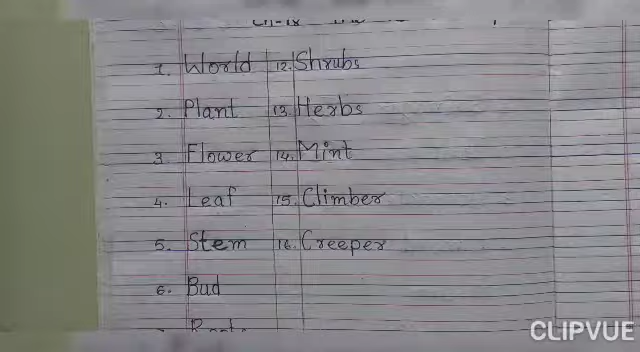 1. World 12. Shrubs
2. Plant 13. Herbs
3. Flower 14. Mint
4. Leaf 15. Climber
5. Stem 16. Creeper
6. Bud
CLIPVUE